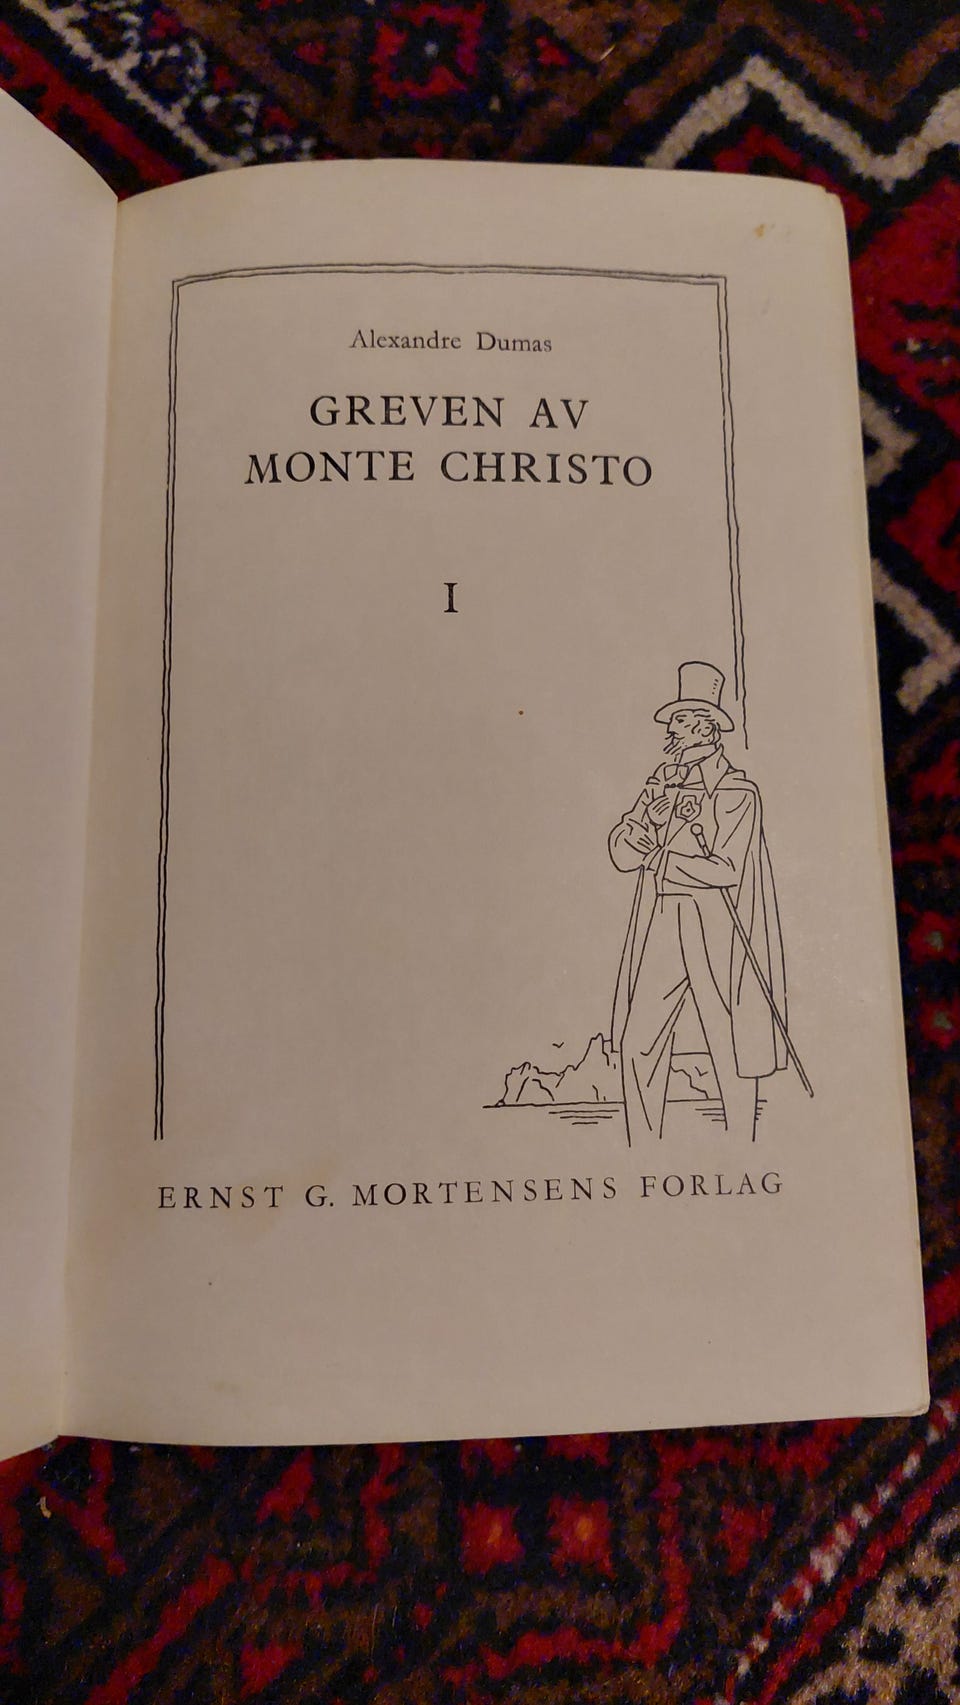 Alexandre Dumas
GREVEN AV
MONTE CHRISTO
I
ERNST G. MORTENSENS FORLAG